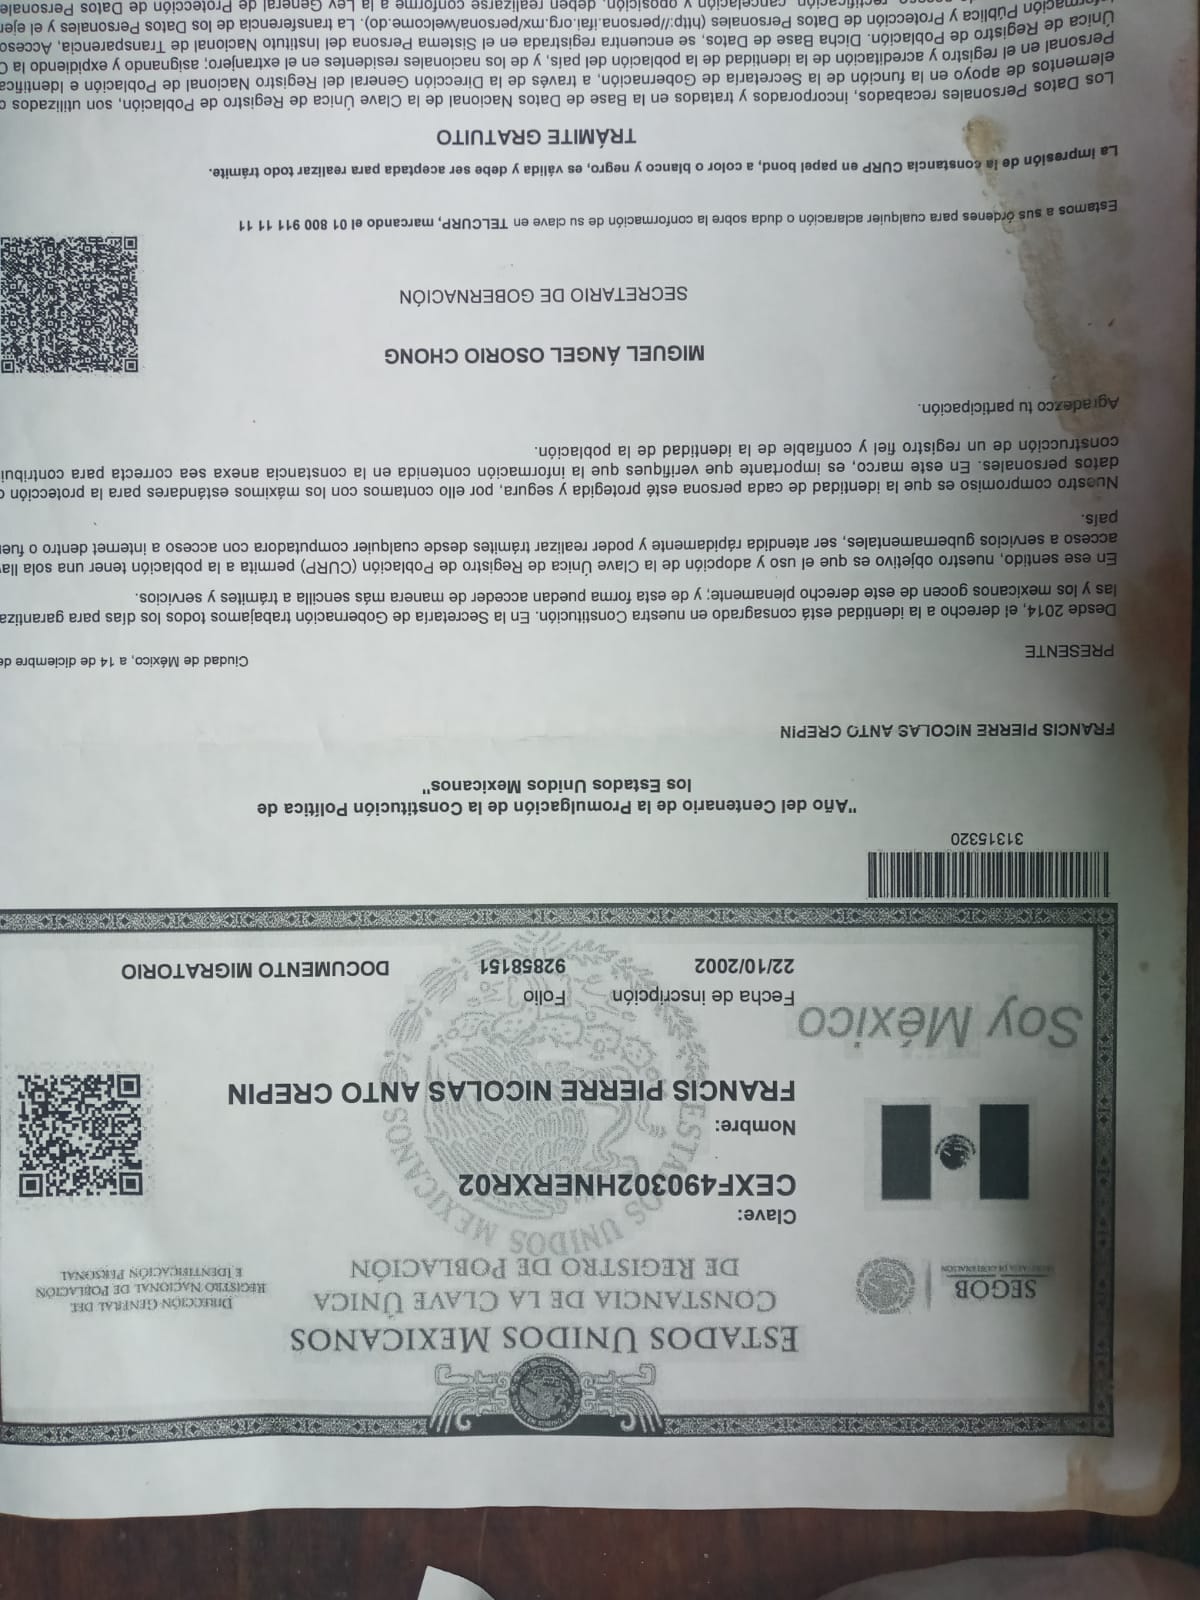 ESTADOS UNIDOS MEXICANOS
CONSTANCIA DE LA CLAVE ÚNICA
DE REGISTRO DE POBLACIÓN
SEGOB
SECRETARÍA DE GOBERNACIÓN
DIRECCIÓN GENERAL DEL
REGISTRO NACIONAL DE POBLACIÓN
E IDENTIFICACIÓN PERSONAL
Clave:
CEXF490302HNERXR02
Nombre:
FRANCIS PIERRE NICOLAS ANTO CREPIN
ESTADOS UNIDOS MEXICANOS
Soy México
Fecha de inscripción Folio
22/10/2002 92858151 DOCUMENTO MIGRATORIO
31315320
"Año del Centenario de la Promulgación de la Constitución Política de
los Estados Unidos Mexicanos"
FRANCIS PIERRE NICOLAS ANTO CREPIN
Ciudad de México, a 14 de diciembre de
PRESENTE
Desde 2014, el derecho a la identidad está consagrado en nuestra Constitución. En la Secretaría de Gobernación trabajamos todos los días para garantiza
las y los mexicanos gocen de este derecho plenamente; y de esta forma puedan acceder de manera más sencilla a trámites y servicios.
En ese sentido, nuestro objetivo es que el uso y adopción de la Clave Única de Registro de Población (CURP) permita a la población tener una sola lla
acceso a servicios gubernamentales, ser atendida rápidamente y poder realizar trámites desde cualquier computadora con acceso a internet dentro o fuer
país.
Nuestro compromiso es que la identidad de cada persona esté protegida y segura, por ello contamos con los máximos estándares para la protección
datos personales. En este marco, es importante que verifiques que la información contenida en la constancia anexa sea correcta para contribui
construcción de un registro fiel y confiable de la identidad de la población.
Agradezco tu participación.
MIGUEL ÁNGEL OSORIO CHONG
SECRETARIO DE GOBERNACIÓN
Estamos a sus órdenes para cualquier aclaración o duda sobre la conformación de su clave en TELCURP, marcando el 01 800 911 11 11
La impresión de la constancia CURP en papel bond, a color o blanco y negro, es válida y debe ser aceptada para realizar todo trámite.
TRÁMITE GRATUITO
Los Datos Personales recabados, incorporados y tratados en la Base de Datos Nacional de la Clave Única de Registro de Población, son utilizados
elementos de apoyo en la función de la Secretaría de Gobernación, a través de la Dirección General del Registro Nacional de Población e Identifica
Personal en el registro y acreditación de la identidad de la población del país, y de los nacionales residentes en el extranjero; asignando y expidiendo la C
Única de Registro de Población. Dicha Base de Datos, se encuentra registrada en el Sistema Persona del Instituto Nacional de Transparencia, Acceso
formación Pública y Protección de Datos Personales (http://persona.ifai.org.mx/persona/welcome.do). La transferencia de los Datos Personales y el ejer
rectificación, cancelación y oposición, deben realizarse conforme a la Ley General de Protección de Datos Personale